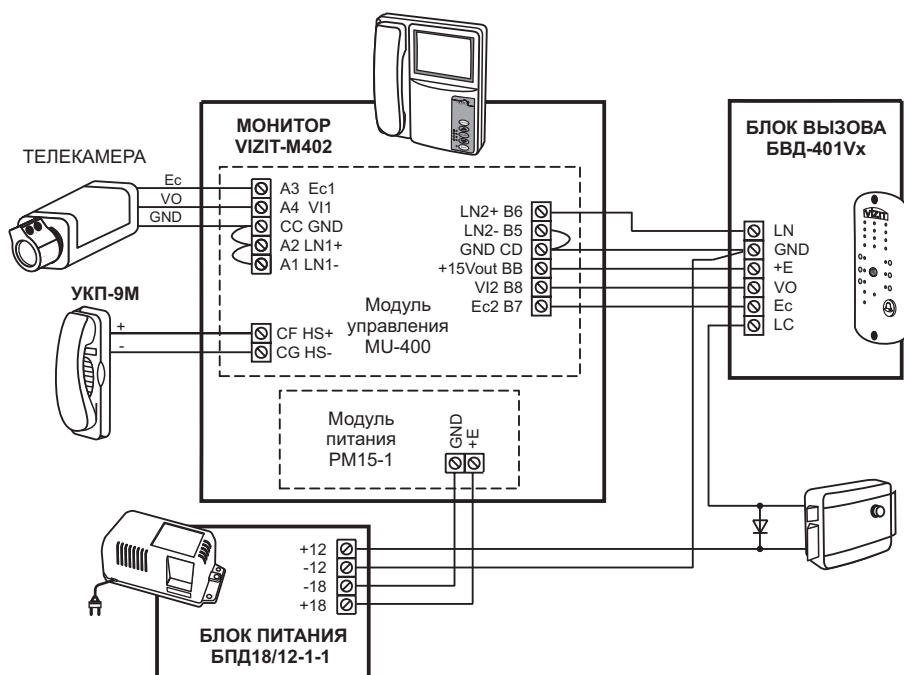 МОНИТОР
VIZIT-M402
БЛОК ВЫЗОВА
БВД-401Vx
ТЕЛЕКАМЕРА
Ec
VO
GND
A3 Ec1
A4 VI1
CC GND
A2 LN1+
A1 LN1-
LN2+ B6
LN2- B5
GND CD
+15Vout BB
VI2 B8
Ec2 B7
LN
GND
+E
VO
Ec
LC
VIZIT
УКП-9М
+
-
CF HS+
CG HS-
Модуль
управления
MU-400
Модуль
питания
PM15-1
GND
+E
+12
-12
-18
+18
БЛОК ПИТАНИЯ
БПД18/12-1-1